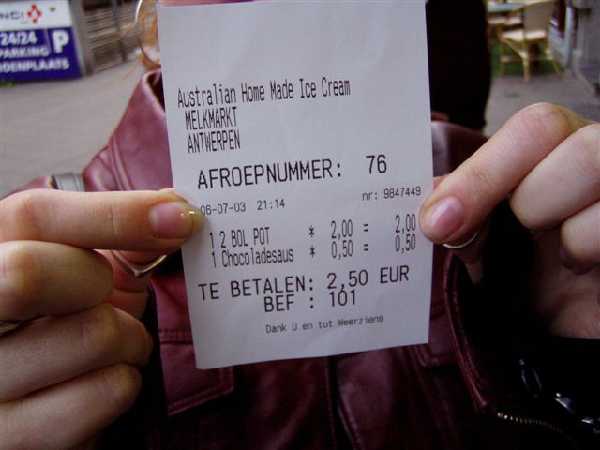 24/24
PARKING
DENPLAATS
P
Australian Home Made Ice Cream
MELKMARKT
ANTWERPEN
AFROEPNUMMER: 76
06-07-03 21:14 nr: 9847449
1 2 BOL POT * 2,00 = 2,00
1 Chocoladesaus * 0,50 = 0,50
TE BETALEN: 2,50 EUR
BEF : 101
Dank U en tot Weerziens